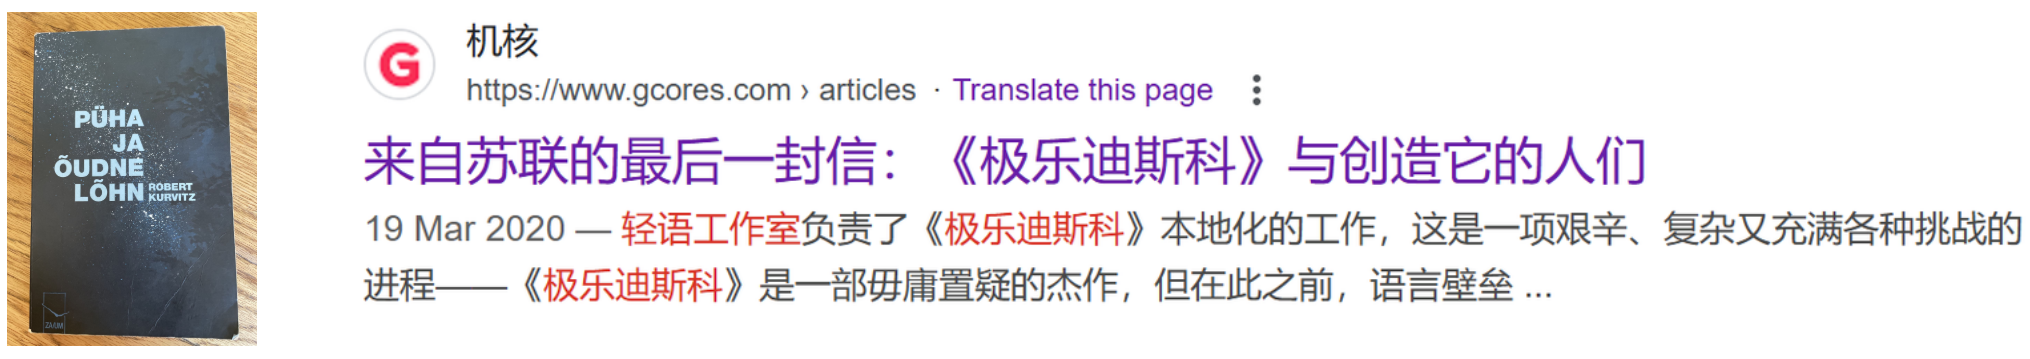 PÜHA
JA
ÕUDNE
LÕHN
ROBERT
KURVITZ
ZA/UM
G
机核
https://www.gcores.com › articles · Translate this page
来自苏联的最后一封信：《极乐迪斯科》与创造它的人们
19 Mar 2020 — 轻语工作室负责了《极乐迪斯科》本地化的工作，这是一项艰辛、复杂又充满各种挑战的
进程——《极乐迪斯科》是一部毋庸置疑的杰作，但在此之前，语言壁垒 ...